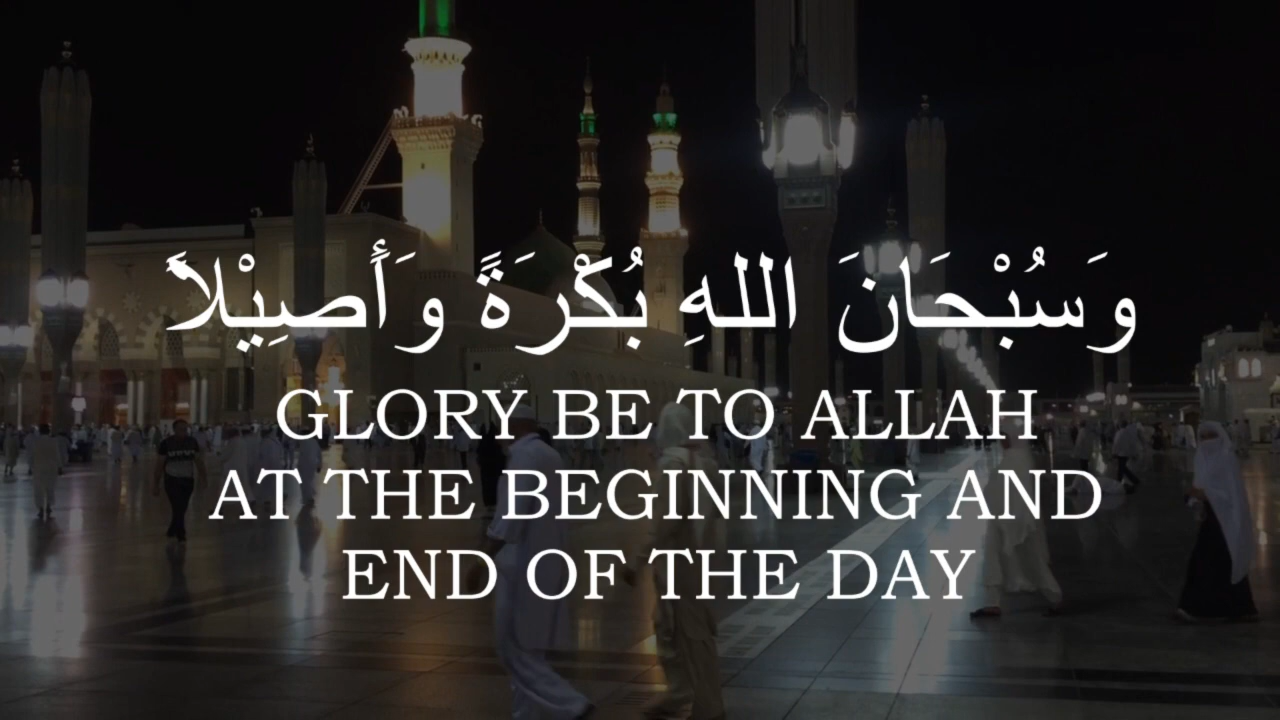 وَسُبْحَانَ اللهِ بُكْرَةً وَأَصِيْلاً
GLORY BE TO ALLAH
AT THE BEGINNING AND
END OF THE DAY